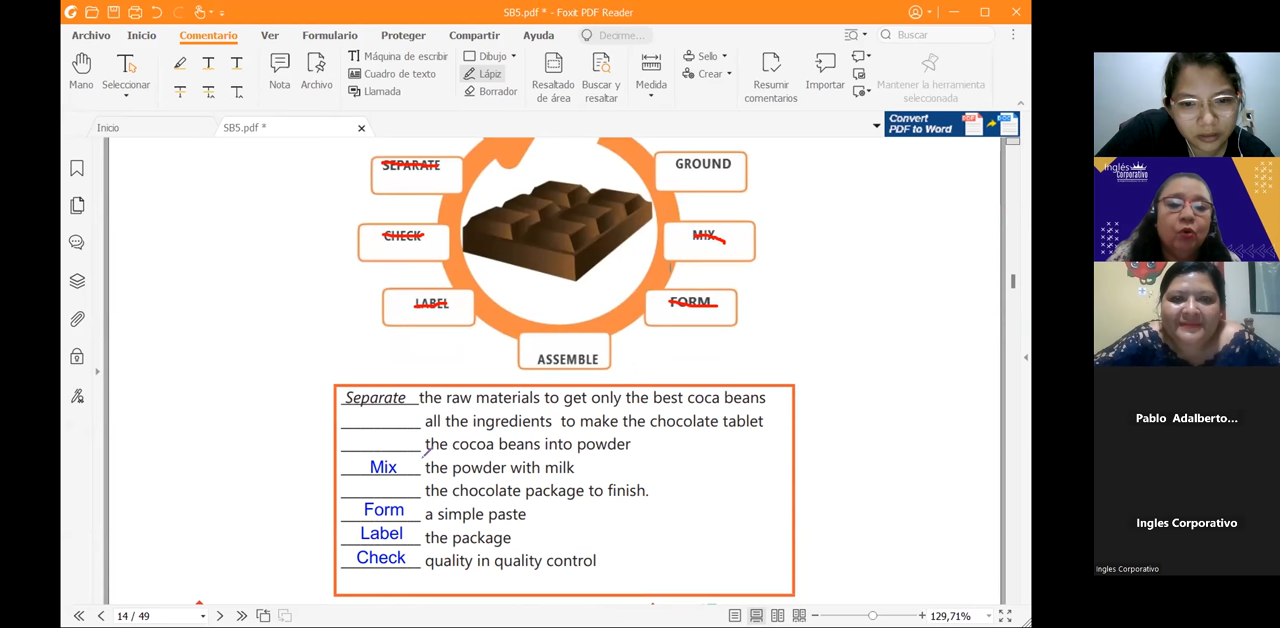 SB5.pdf * - Foxit PDF Reader
Archivo Inicio Comentario Ver Formulario Proteger Compartir Ayuda Decirme... Buscar
Mano Seleccionar Nota Archivo Máquina de escribir Cuadro de texto Llamada Dibujo Lápiz Borrador Resaltado de área Buscar y resaltar Medida Sello Crear Resumir comentarios Importar Mantener la herramienta seleccionada
Inicio SB5.pdf * Convert PDF to Word
SEPARATE GROUND
CHECK MIX
LABEL FORM
ASSEMBLE
Separate the raw materials to get only the best coca beans
________ all the ingredients to make the chocolate tablet
________ the cocoa beans into powder
Mix the powder with milk
________ the chocolate package to finish.
Form a simple paste
Label the package
Check quality in quality control
14 / 49 129,71%
Inglés Corporativo
Pablo Adalberto...
Ingles Corporativo
Ingles Corporativo